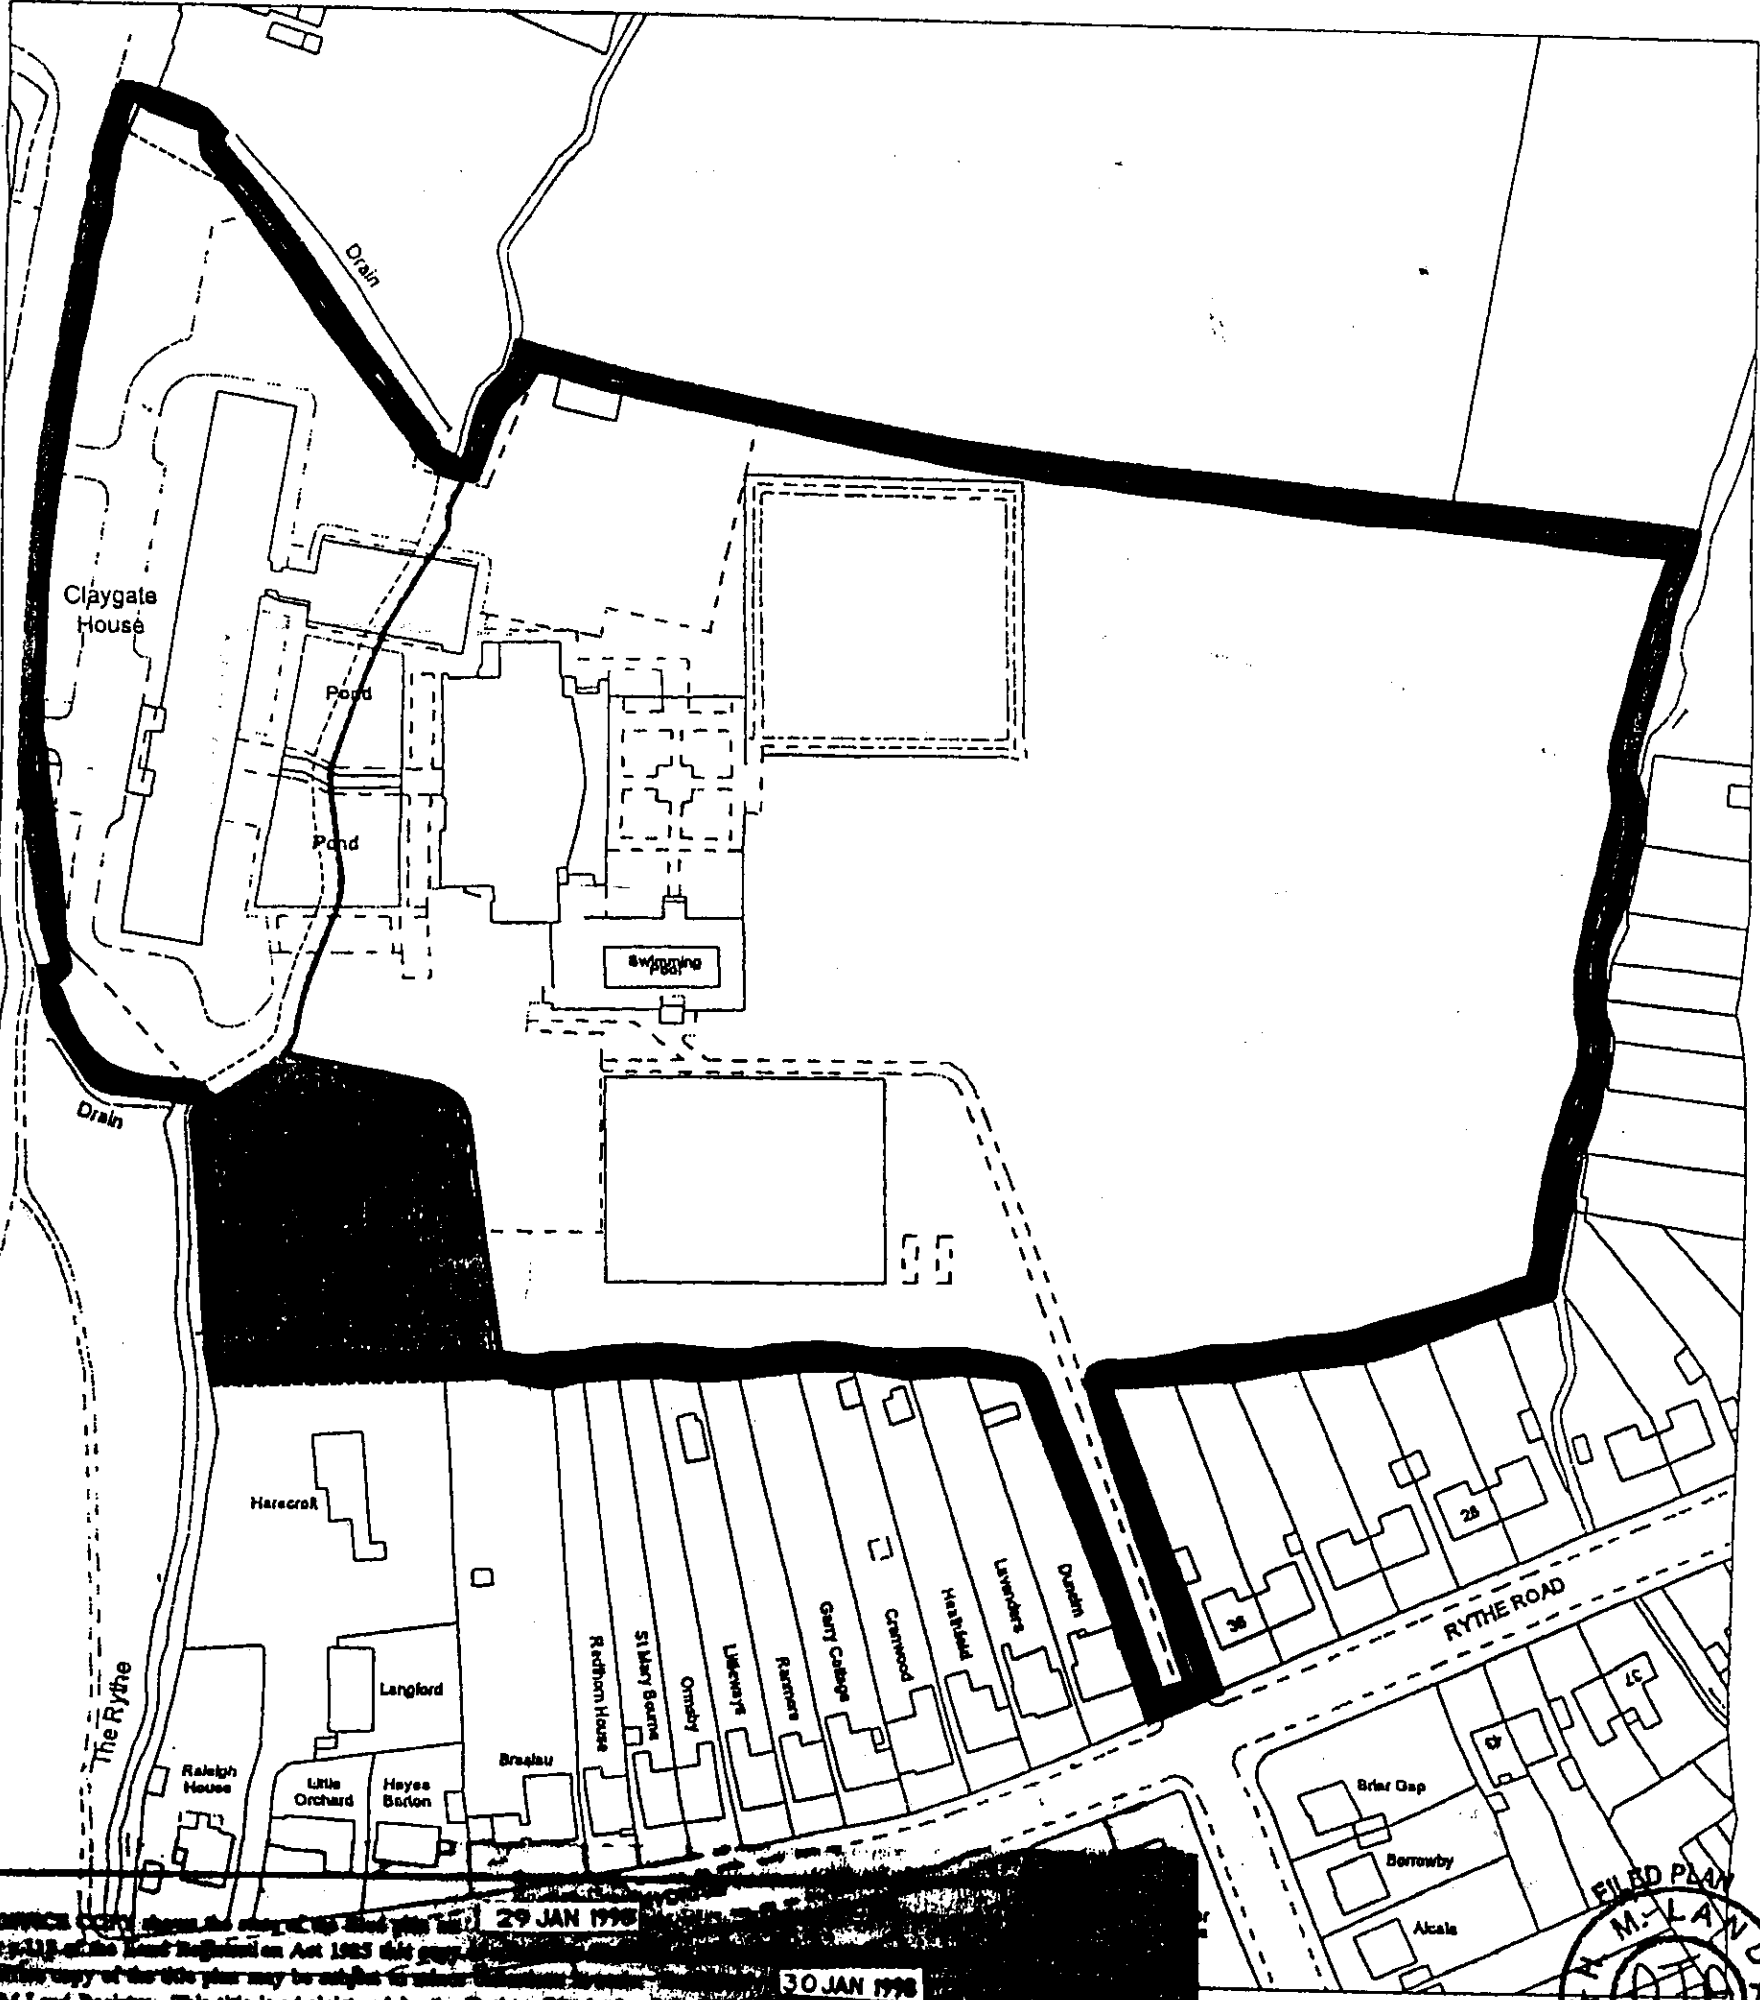 Drain
Claygate
House
Pond
Pond
Swimming
Pool
Drain
Harecroft
Langford
The Rythe
Raleigh
House
Little
Orchard
Hayes
Barton
Braslau
Redthorn House
St Mary Bourne
Ormsby
Littleways
Ranmore
Cranwood
Heathfield
Lavenders
Dunelm
36
28
RYTHE ROAD
37
43
Briar Gap
Borrowby
Alcala
29 JAN 1998
30 JAN 1998
FILED PLAN
H. M. LAND